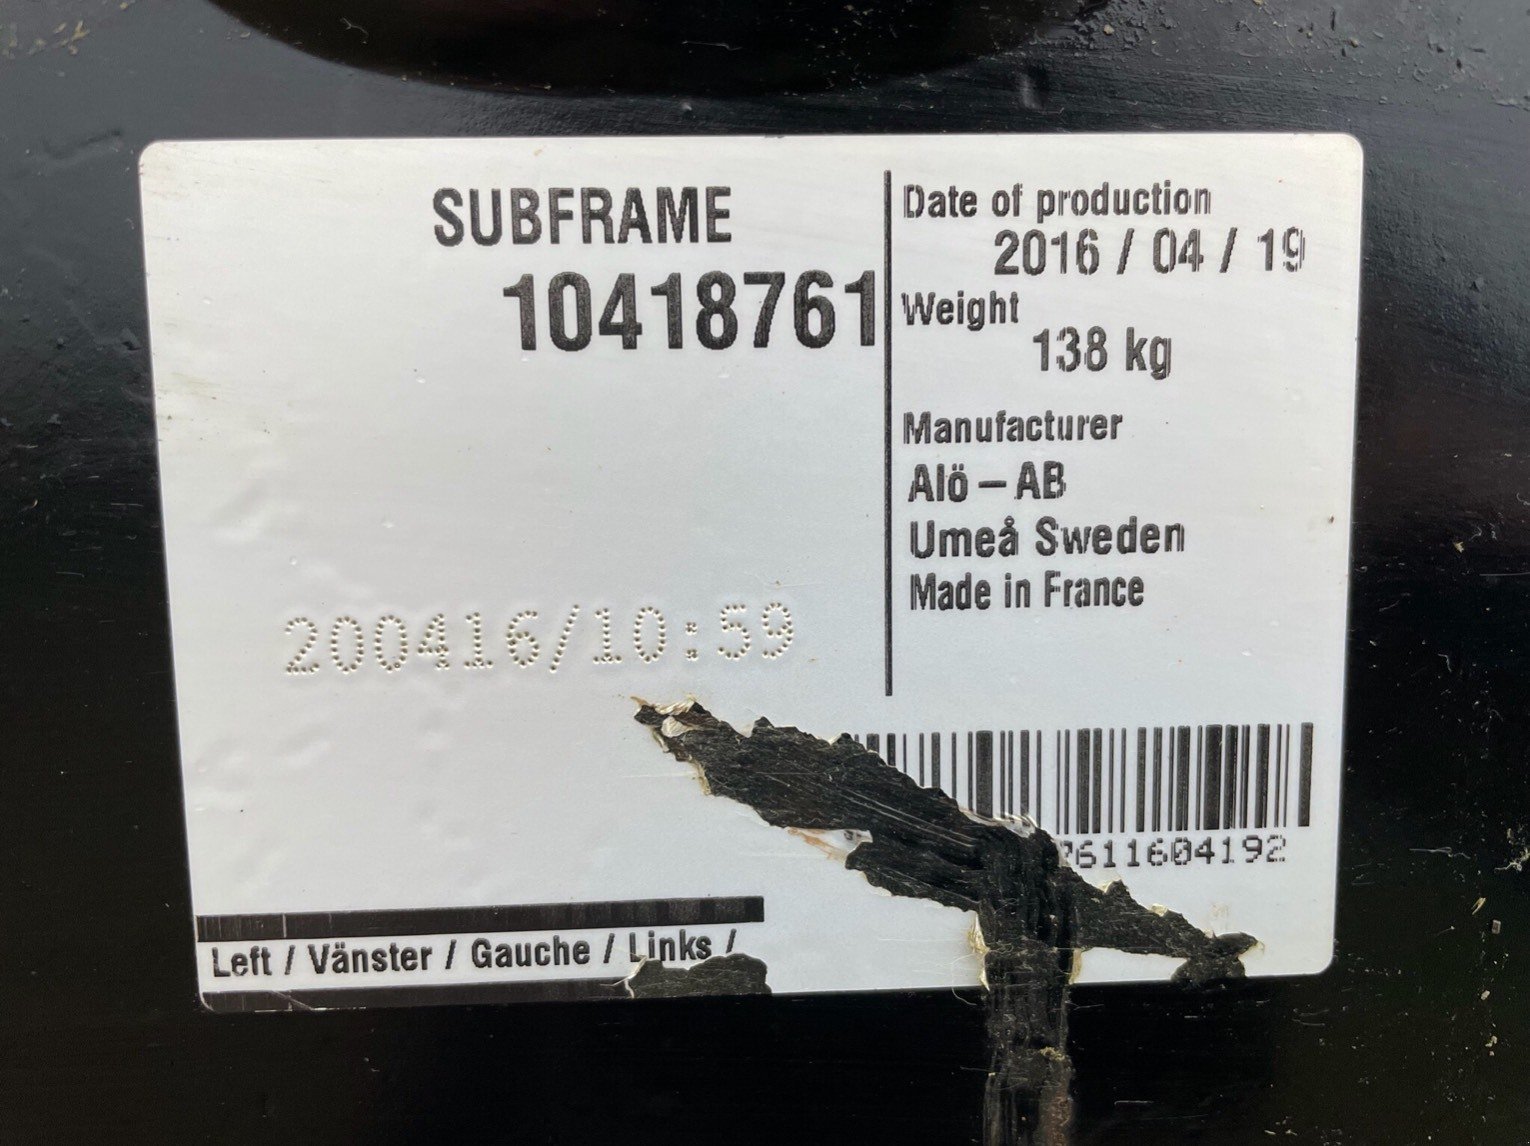 SUBFRAME
10418761
Date of production
2016 / 04 / 19
Weight
138 kg
Manufacturer
Alö – AB
Umeå Sweden
Made in France
200416/10:59
611604192
Left / Vänster / Gauche / Links /